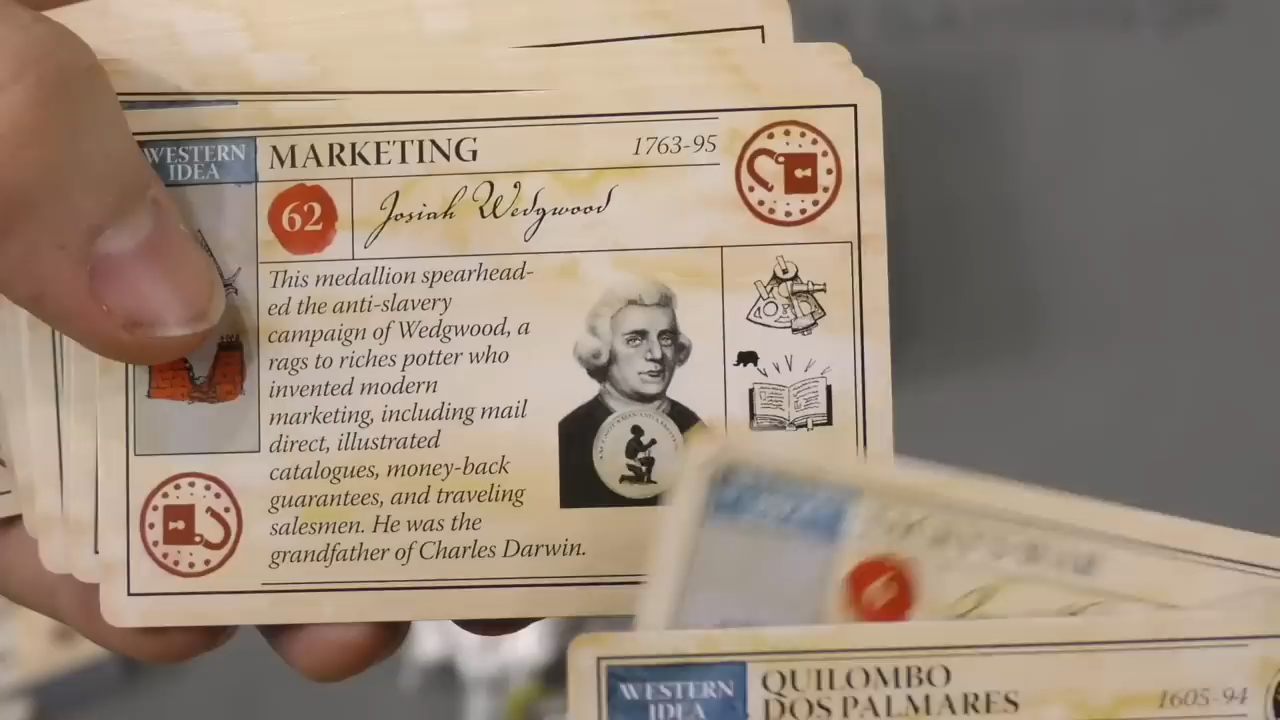 WESTERN
IDEA
MARKETING
1763-95
62
Josiah Wedgwood
This medallion spearhead-
ed the anti-slavery
campaign of Wedgwood, a
rags to riches potter who
invented modern
marketing, including mail
direct, illustrated
catalogues, money-back
guarantees, and traveling
salesmen. He was the
grandfather of Charles Darwin.
WESTERN
IDEA
QUILOMBO
DOS PALMARES
1605-94